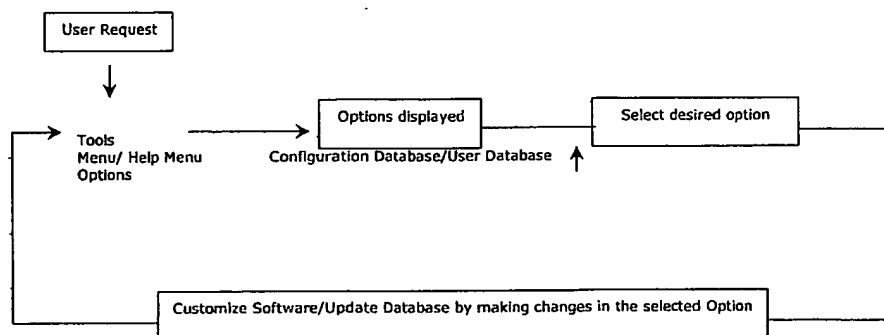 User Request
Options displayed
Select desired option
Tools
Menu/ Help Menu
Options
Configuration Database/User Database
Customize Software/Update Database by making changes in the selected Option